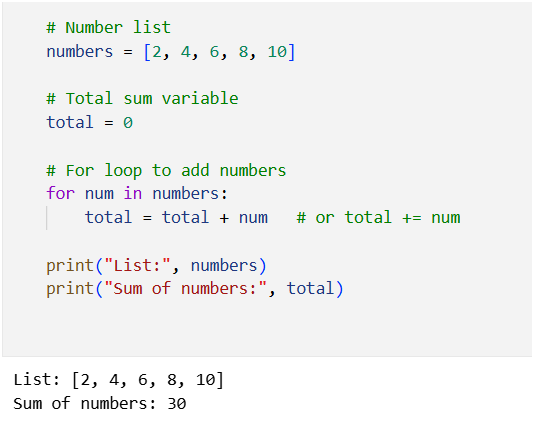 # Number list
numbers = [2, 4, 6, 8, 10]
# Total sum variable
total = 0
# For loop to add numbers
for num in numbers:
    total = total + num   # or total += num
print("List:", numbers)
print("Sum of numbers:", total)
List: [2, 4, 6, 8, 10]
Sum of numbers: 30